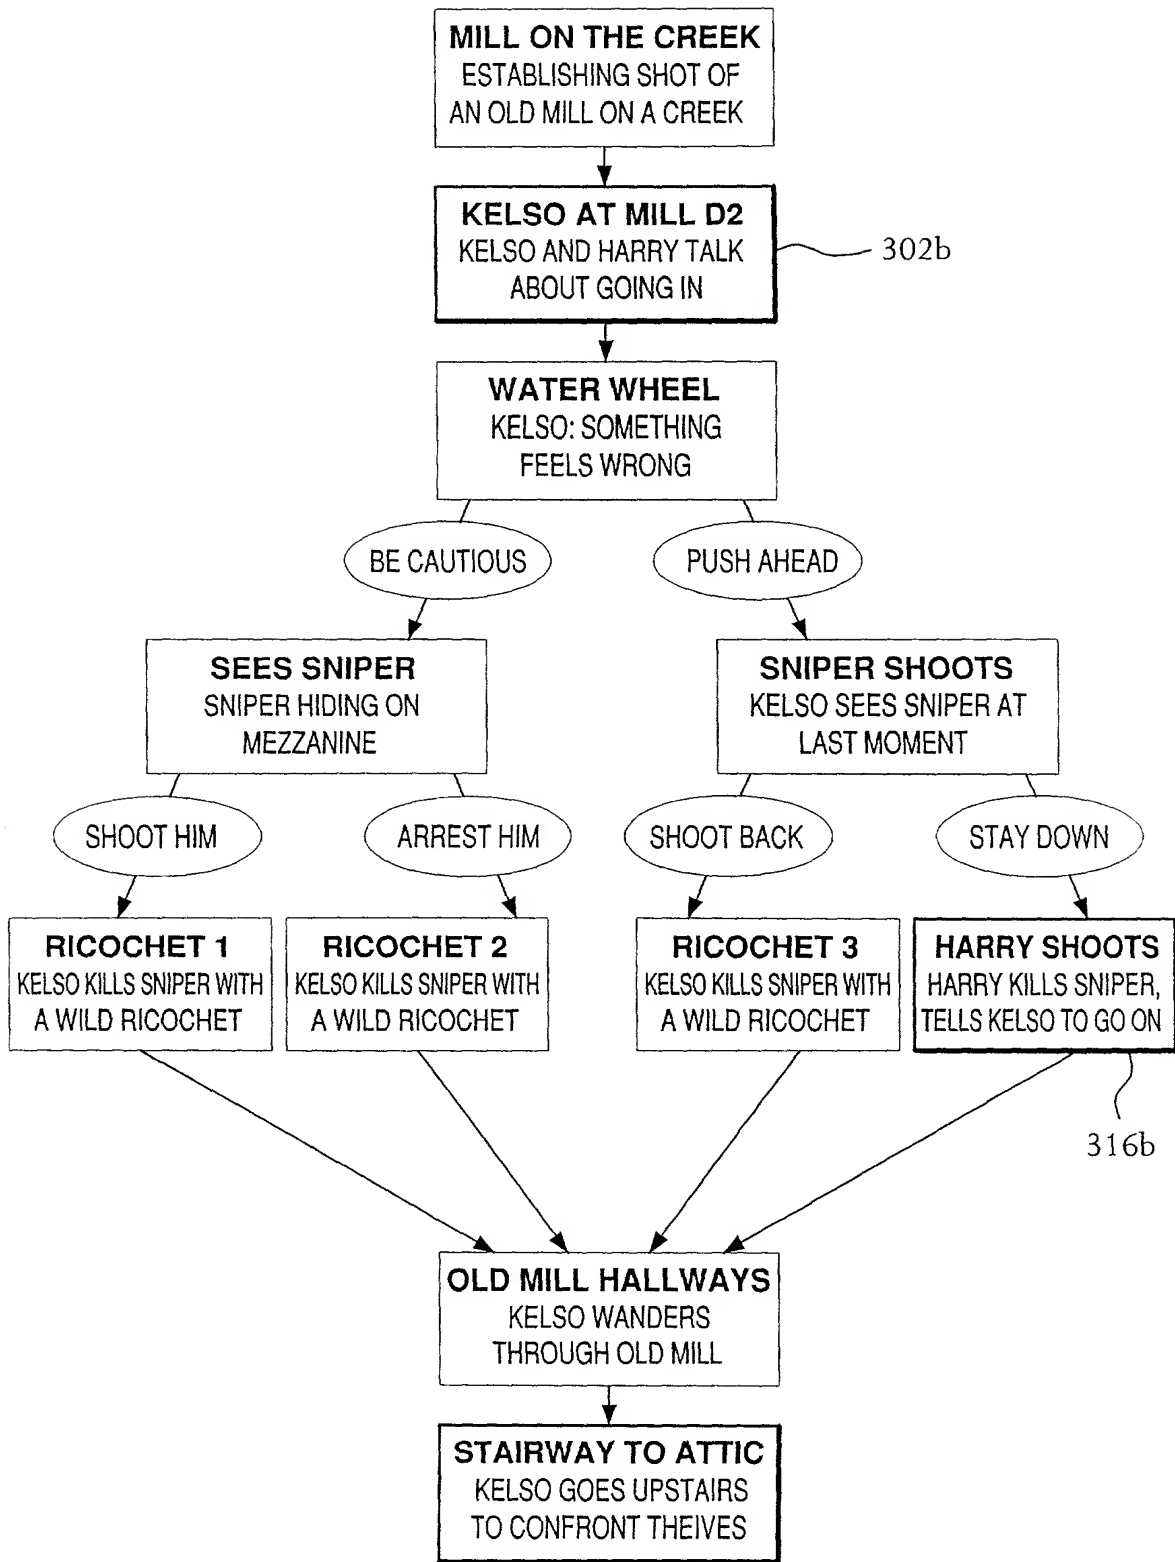 MILL ON THE CREEK
ESTABLISHING SHOT OF
AN OLD MILL ON A CREEK
KELSO AT MILL D2
KELSO AND HARRY TALK
ABOUT GOING IN
302b
WATER WHEEL
KELSO: SOMETHING
FEELS WRONG
BE CAUTIOUS
PUSH AHEAD
SEES SNIPER
SNIPER HIDING ON
MEZZANINE
SNIPER SHOOTS
KELSO SEES SNIPER AT
LAST MOMENT
SHOOT HIM
ARREST HIM
SHOOT BACK
STAY DOWN
RICOCHET 1
KELSO KILLS SNIPER WITH
A WILD RICOCHET
RICOCHET 2
KELSO KILLS SNIPER WITH
A WILD RICOCHET
RICOCHET 3
KELSO KILLS SNIPER WITH
A WILD RICOCHET
HARRY SHOOTS
HARRY KILLS SNIPER,
TELLS KELSO TO GO ON
316b
OLD MILL HALLWAYS
KELSO WANDERS
THROUGH OLD MILL
STAIRWAY TO ATTIC
KELSO GOES UPSTAIRS
TO CONFRONT THEIVES